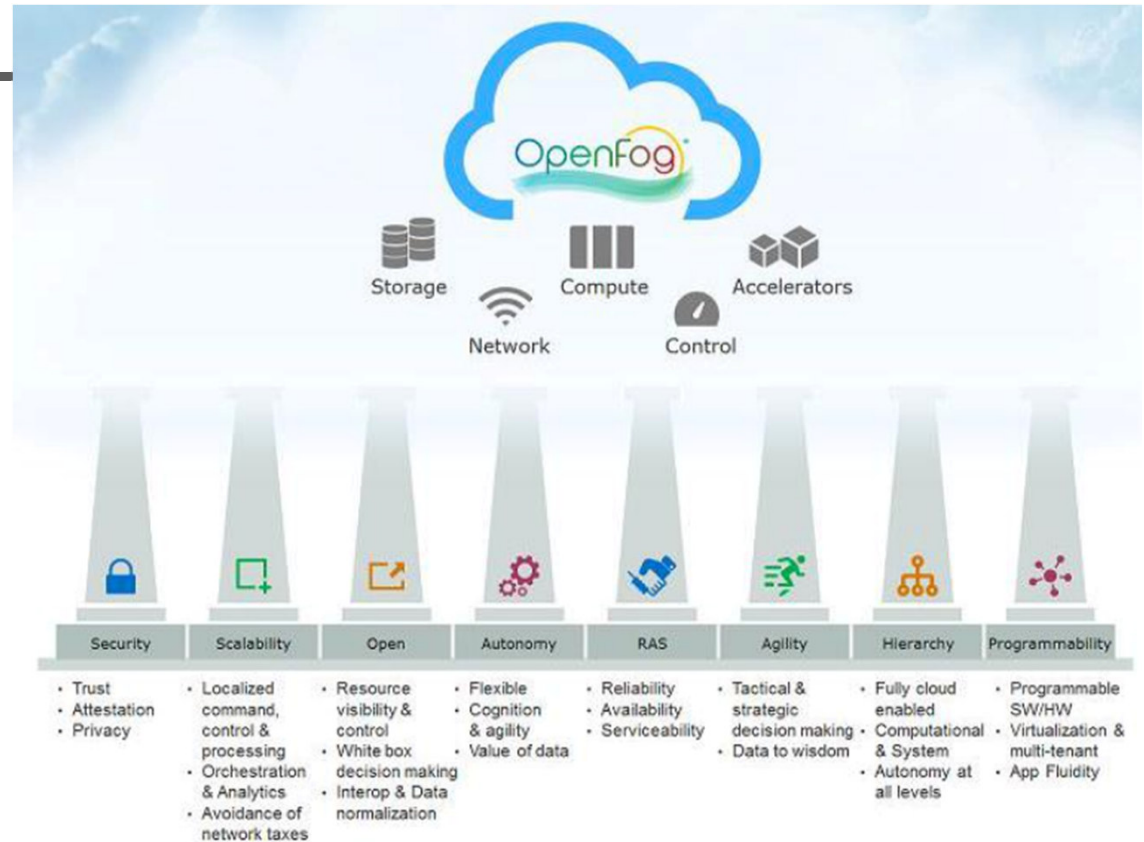 OpenFog
Storage
Compute
Accelerators
Network
Control
Security
Scalability
Open
Autonomy
RAS
Agility
Hierarchy
Programmability
• Trust
• Attestation
• Privacy
• Localized
command,
control &
processing
• Orchestration
& Analytics
• Avoidance of
network taxes
• Resource
visibility &
control
• White box
decision making
• Interop & Data
normalization
• Flexible
• Cognition
& agility
• Value of data
• Reliability
• Availability
• Serviceability
• Tactical &
strategic
decision making
• Data to wisdom
• Fully cloud
enabled
• Computational
& System
• Autonomy at
all levels
• Programmable
SW/HW
• Virtualization &
multi-tenant
• App Fluidity